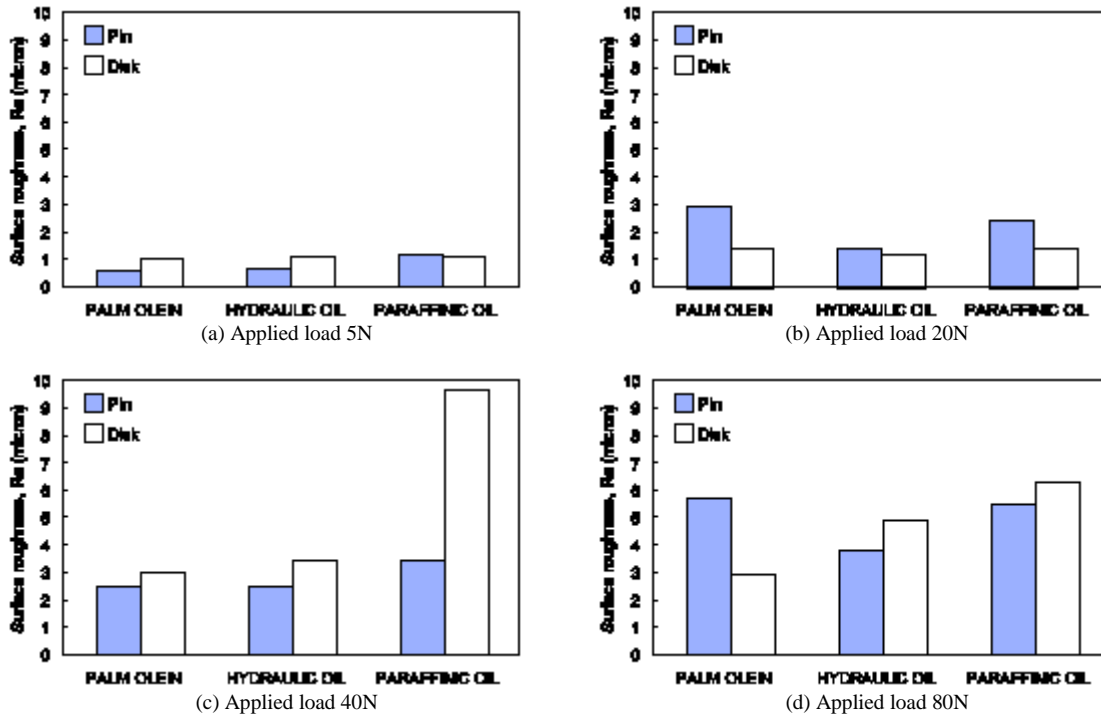 10
9
8
7
6
5
4
3
2
1
0
Surface roughness, Ra (micron)
Pin
Disk
PALM OLEIN HYDRAULIC OIL PARAFFINIC OIL
(a) Applied load 5N
10
9
8
7
6
5
4
3
2
1
0
Surface roughness, Ra (micron)
Pin
Disk
PALM OLEIN HYDRAULIC OIL PARAFFINIC OIL
(b) Applied load 20N
10
9
8
7
6
5
4
3
2
1
0
Surface roughness, Ra (micron)
Pin
Disk
PALM OLEIN HYDRAULIC OIL PARAFFINIC OIL
(c) Applied load 40N
10
9
8
7
6
5
4
3
2
1
0
Surface roughness, Ra (micron)
Pin
Disk
PALM OLEIN HYDRAULIC OIL PARAFFINIC OIL
(d) Applied load 80N